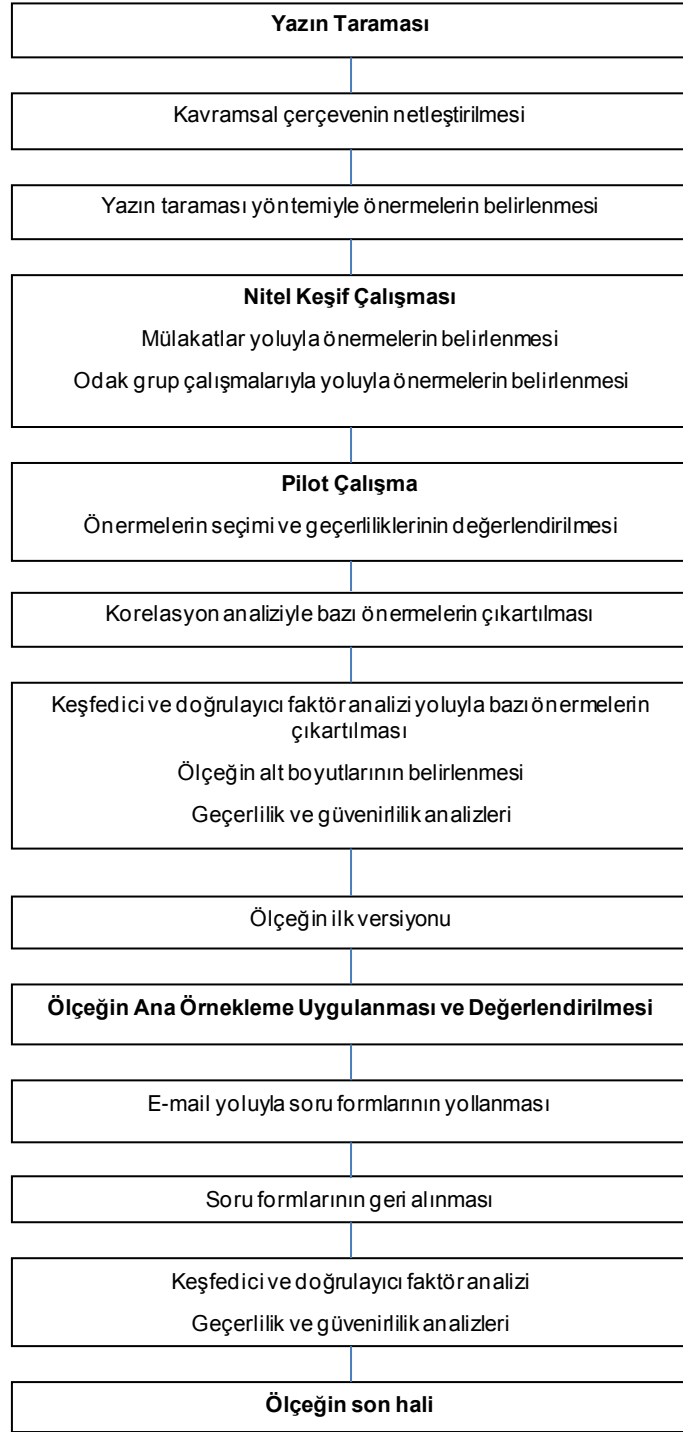 Yazın Taraması
Kavramsal çerçevenin netleştirilmesi
Yazın taraması yöntemiyle önermelerin belirlenmesi
Nitel Keşif Çalışması
Mülakatlar yoluyla önermelerin belirlenmesi
Odak grup çalışmalarıyla yoluyla önermelerin belirlenmesi
Pilot Çalışma
Önermelerin seçimi ve geçerliliklerinin değerlendirilmesi
Korelasyon analiziyle bazı önermelerin çıkartılması
Keşfedici ve doğrulayıcı faktör analizi yoluyla bazı önermelerin
çıkartılması
Ölçeğin alt boyutlarının belirlenmesi
Geçerlilik ve güvenirlilik analizleri
Ölçeğin ilk versiyonu
Ölçeğin Ana Örnekleme Uygulanması ve Değerlendirilmesi
E-mail yoluyla soru formlarının yollanması
Soru formlarının geri alınması
Keşfedici ve doğrulayıcı faktör analizi
Geçerlilik ve güvenirlilik analizleri
Ölçeğin son hali